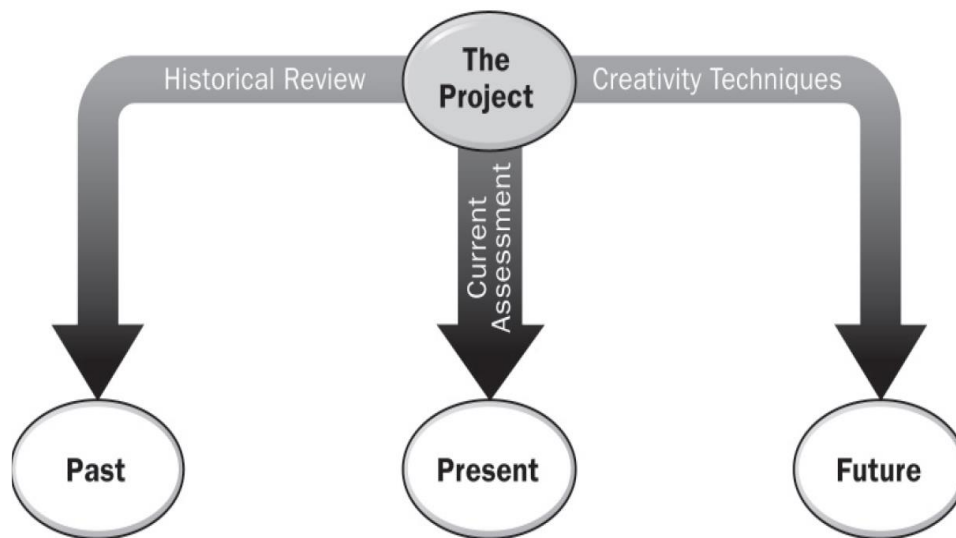 The
Project
Historical Review
Creativity Techniques
Current
Assessment
Past
Present
Future